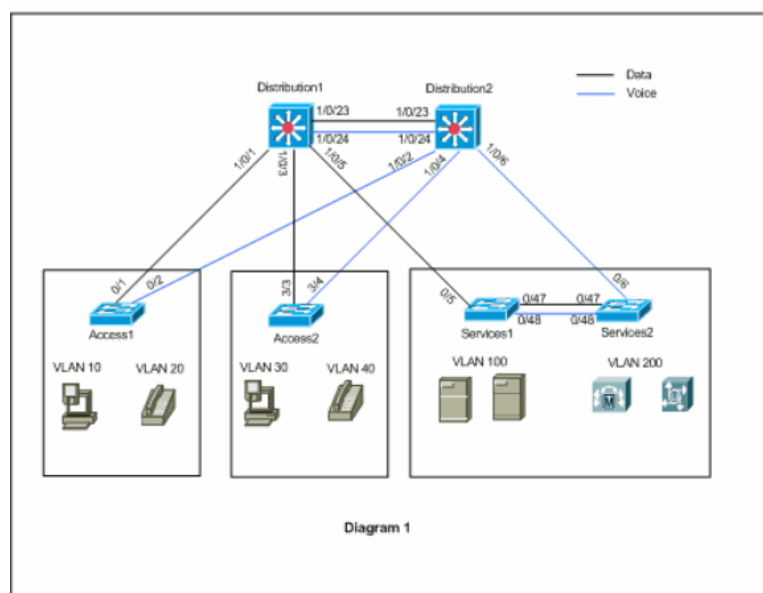 Distribution1
Distribution2
Data
Voice
1/0/23
1/0/23
1/0/24
1/0/24
1/0/1
1/0/3
1/0/5
1/0/2
1/0/4
1/0/6
0/1
0/2
3/3
3/4
0/5
0/47
0/47
0/48
0/48
0/6
Access1
Access2
Services1
Services2
VLAN 10
VLAN 20
VLAN 30
VLAN 40
VLAN 100
VLAN 200
M
Diagram 1